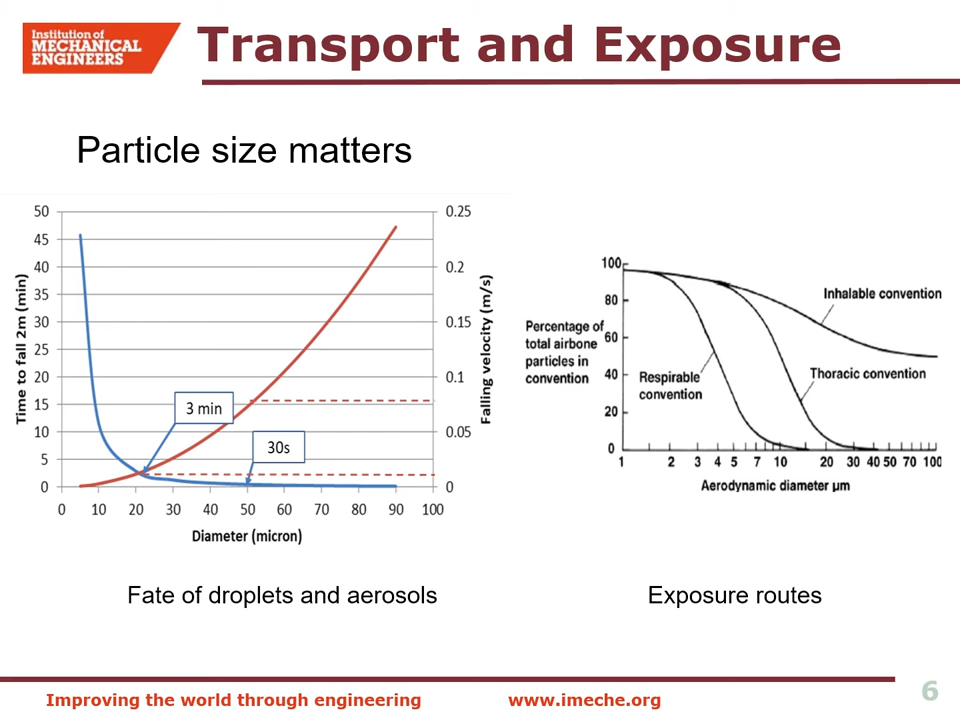 Institution of
MECHANICAL
ENGINEERS
Transport and Exposure
Particle size matters
Time to fall 2m (min)
50
45
40
35
30
25
20
15
10
5
0
0.25
0.2
0.15
0.1
0.05
0
Falling velocity (m/s)
3 min
30s
0 10 20 30 40 50 60 70 80 90 100
Diameter (micron)
Fate of droplets and aerosols
Percentage of
total airbone
particles in
convention
100
80
60
40
20
0
Inhalable convention
Thoracic convention
Respirable
convention
1 2 3 4 5 7 10 20 30 40 50 70 100
Aerodynamic diameter μm
Exposure routes
Improving the world through engineering
www.imeche.org
6